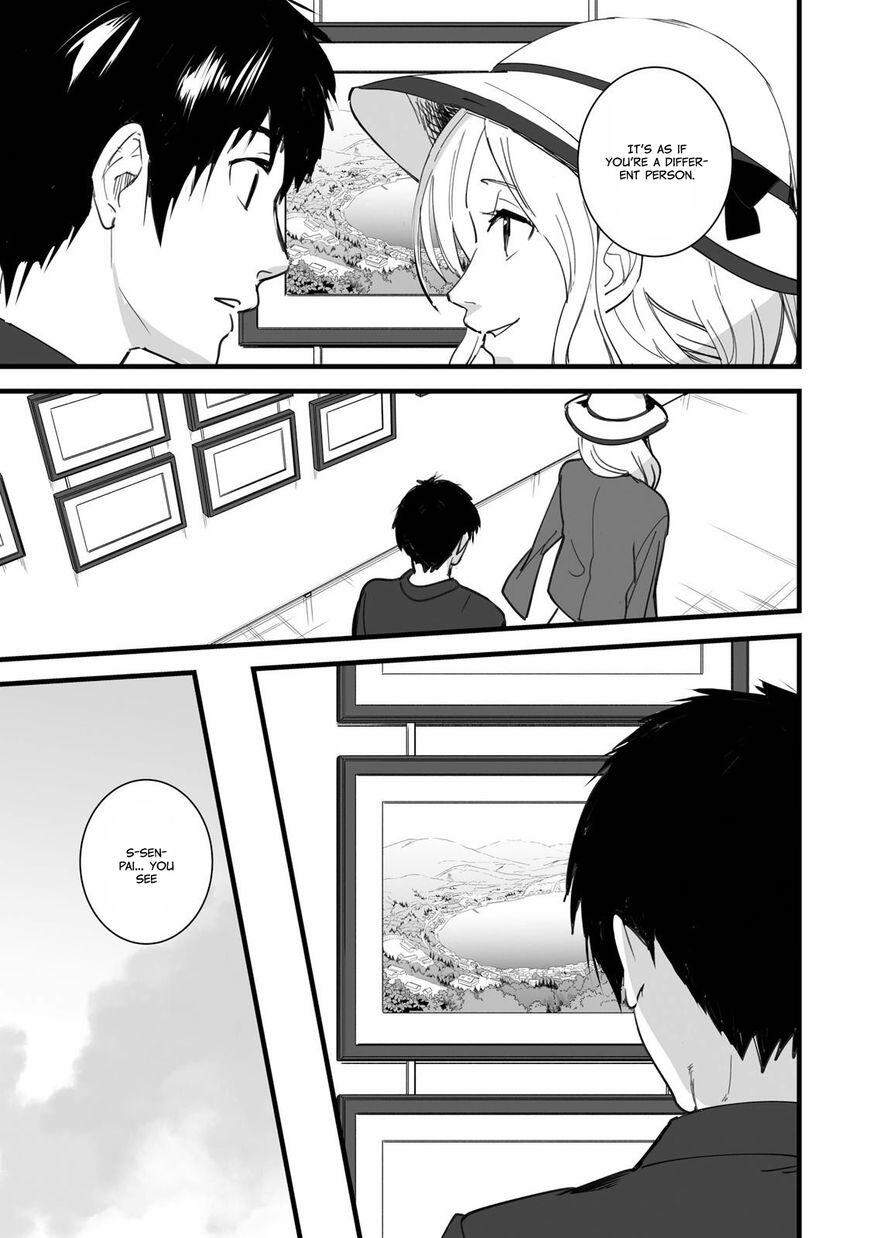 IT'S AS IF
YOU'RE A DIFFER-
ENT PERSON.
S-SEN-
PAI... YOU
SEE